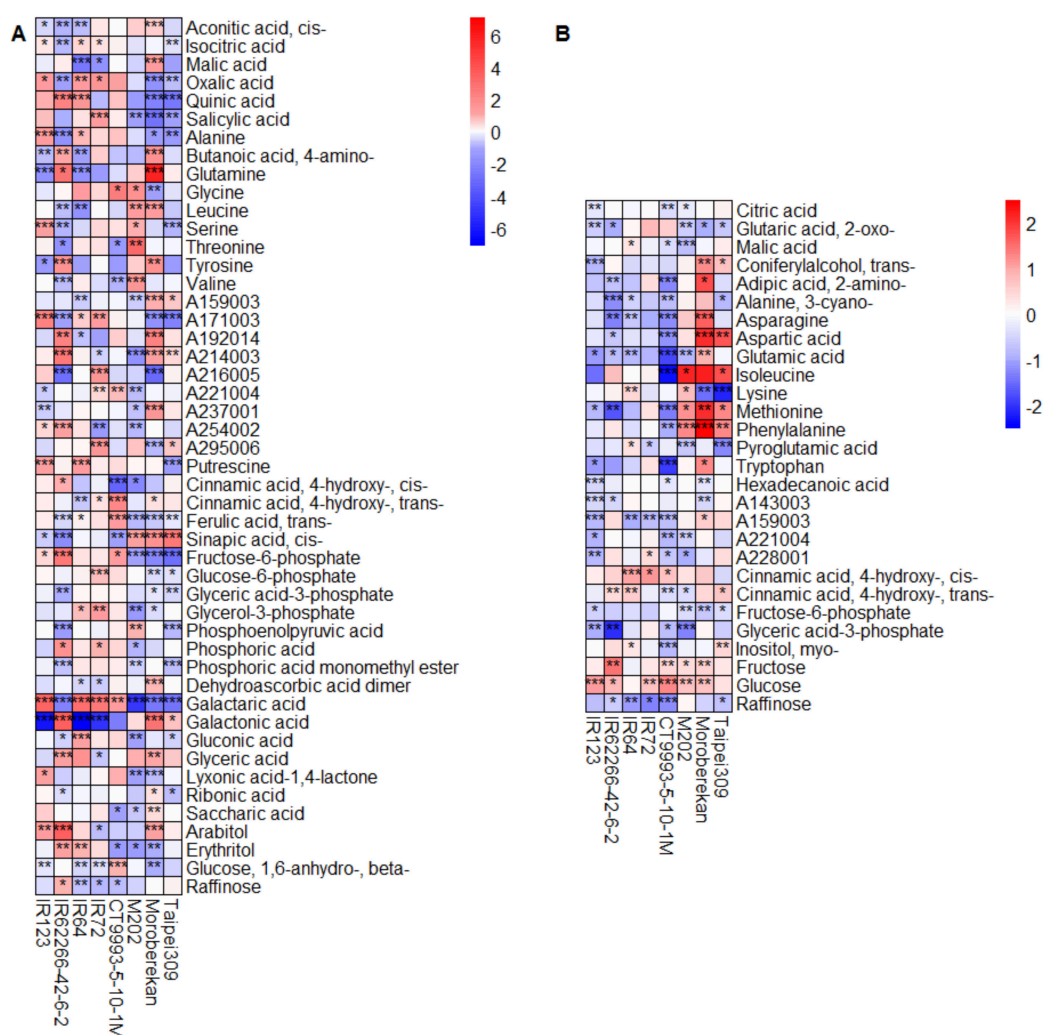 A
Aconitic acid, cis-
Isocitric acid
Malic acid
Oxalic acid
Quinic acid
Salicylic acid
Alanine
Butanoic acid, 4-amino-
Glutamine
Glycine
Leucine
Serine
Threonine
Tyrosine
Valine
A159003
A171003
A192014
A214003
A216005
A221004
A237001
A254002
A295006
Putrescine
Cinnamic acid, 4-hydroxy-, cis-
Cinnamic acid, 4-hydroxy-, trans-
Ferulic acid, trans-
Sinapic acid, cis-
Fructose-6-phosphate
Glucose-6-phosphate
Glyceric acid-3-phosphate
Glycerol-3-phosphate
Phosphoenolpyruvic acid
Phosphoric acid
Phosphoric acid monomethyl ester
Dehydroascorbic acid dimer
Galactaric acid
Galactonic acid
Gluconic acid
Glyceric acid
Lyxonic acid-1,4-lactone
Ribonic acid
Saccharic acid
Arabitol
Erythritol
Glucose, 1,6-anhydro-, beta-
Raffinose
IR123
IR62266-42-6-2
IR64
IR72
CT9993-5-10-1M
M202
Moroberekan
Taipei309
6
4
2
0
-2
-4
-6
B
Citric acid
Glutaric acid, 2-oxo-
Malic acid
Coniferylalcohol, trans-
Adipic acid, 2-amino-
Alanine, 3-cyano-
Asparagine
Aspartic acid
Glutamic acid
Isoleucine
Lysine
Methionine
Phenylalanine
Pyroglutamic acid
Tryptophan
Hexadecanoic acid
A143003
A159003
A221004
A228001
Cinnamic acid, 4-hydroxy-, cis-
Cinnamic acid, 4-hydroxy-, trans-
Fructose-6-phosphate
Glyceric acid-3-phosphate
Inositol, myo-
Fructose
Glucose
Raffinose
IR123
IR62266-42-6-2
IR64
IR72
CT9993-5-10-1M
M202
Moroberekan
Taipei309
2
1
0
-1
-2